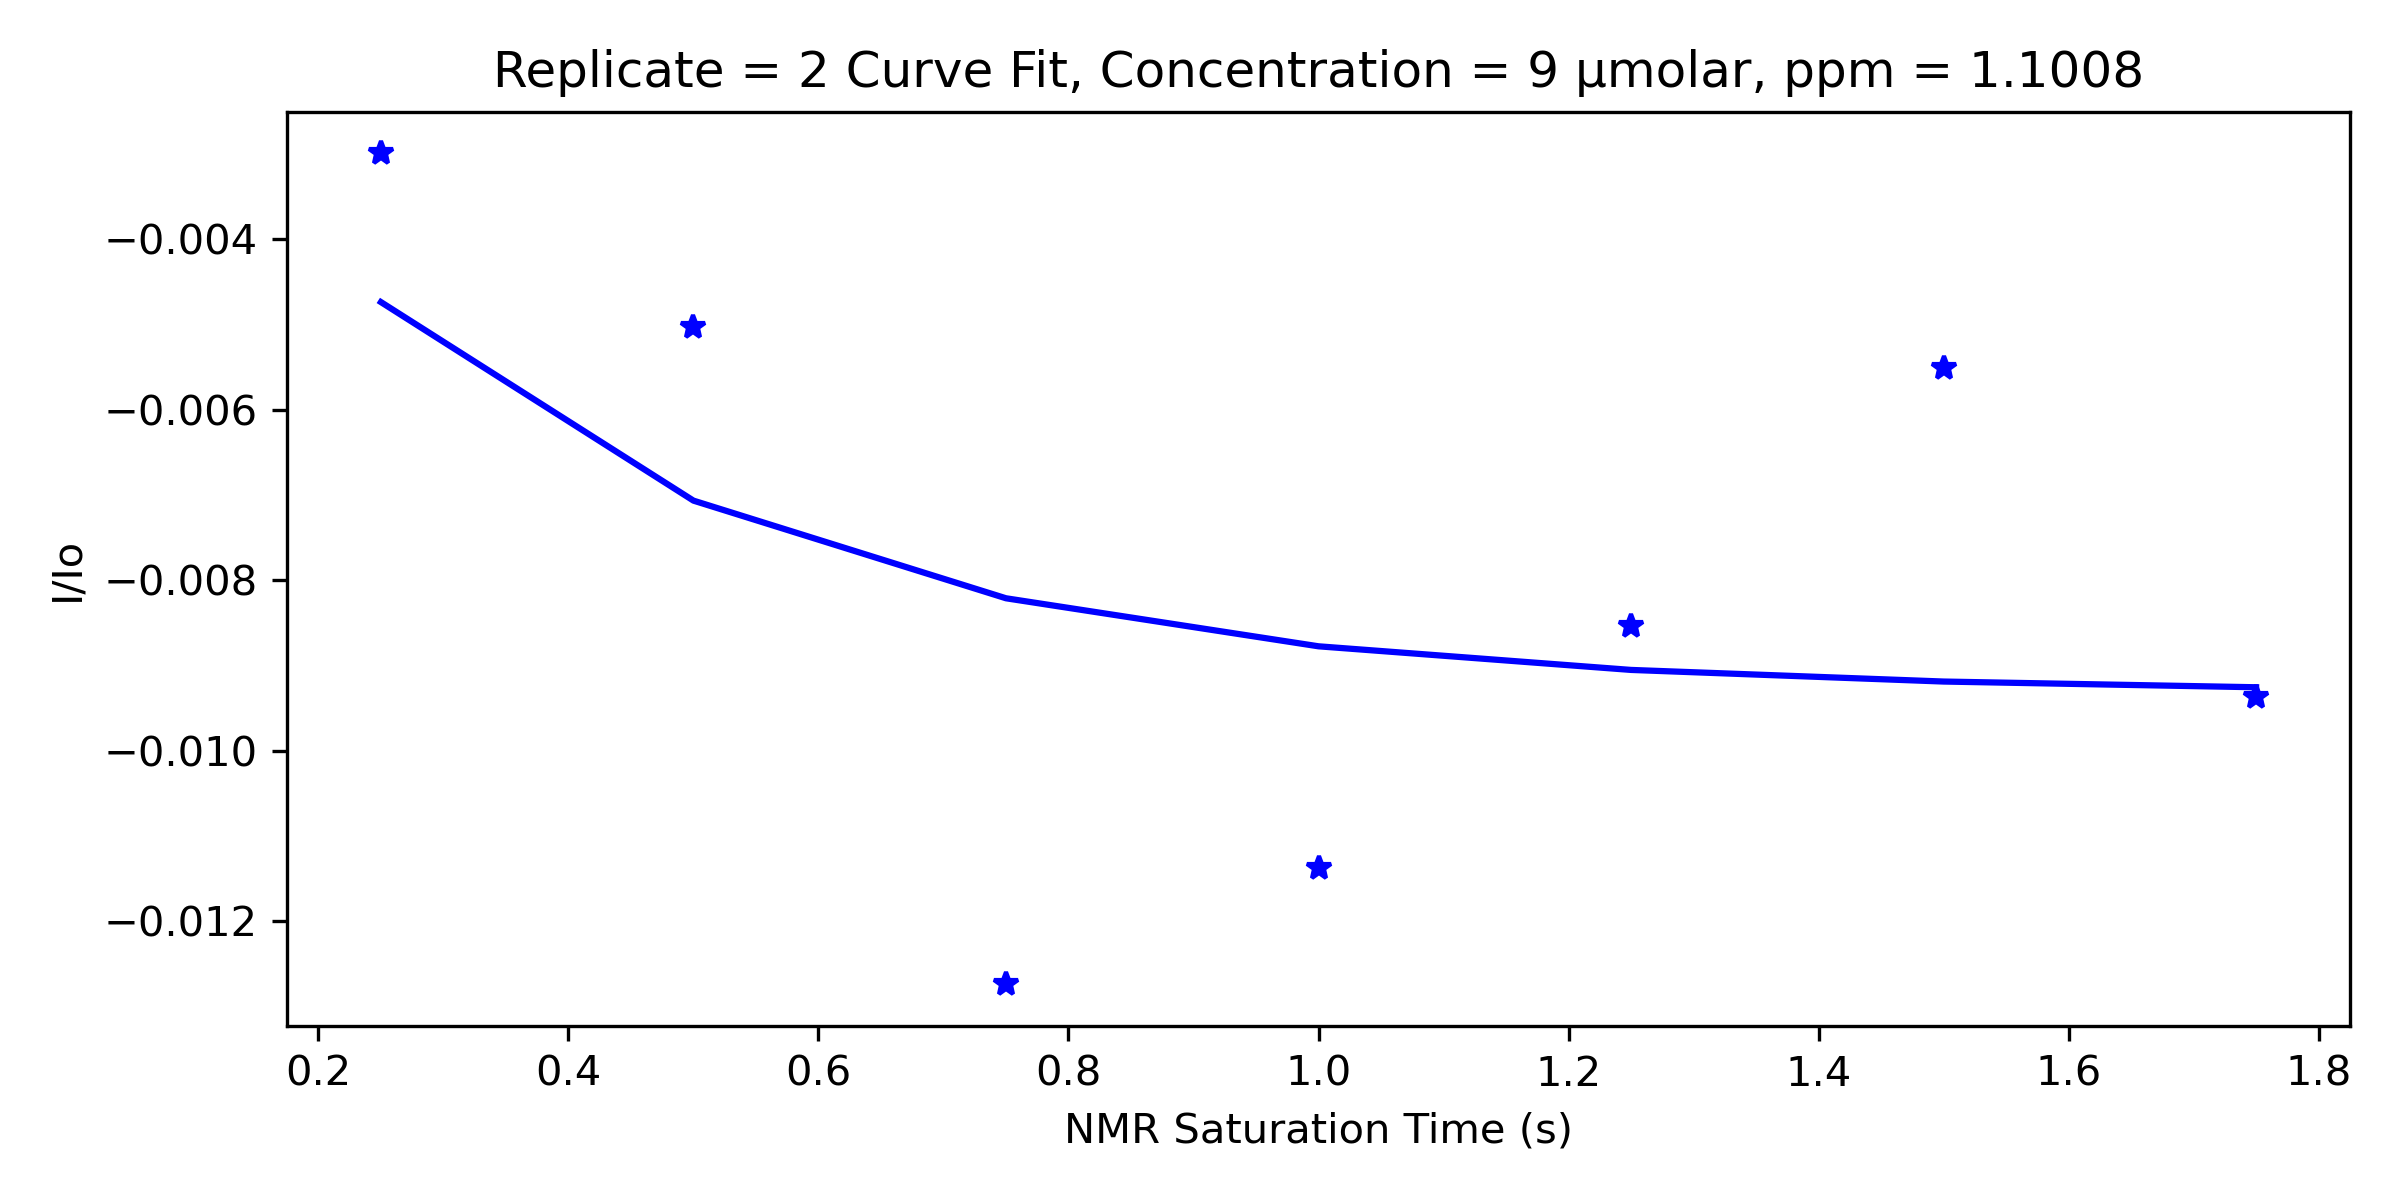 Replicate = 2 Curve Fit, Concentration = 9 μmolar, ppm = 1.1008
I/Io
−0.004
−0.006
−0.008
−0.010
−0.012
0.2 0.4 0.6 0.8 1.0 1.2 1.4 1.6 1.8
NMR Saturation Time (s)